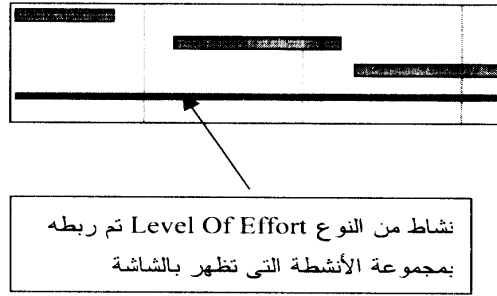 نشاط من النوع Level Of Effort تم ربطه
بمجموعة الأنشطة التى تظهر بالشاشة